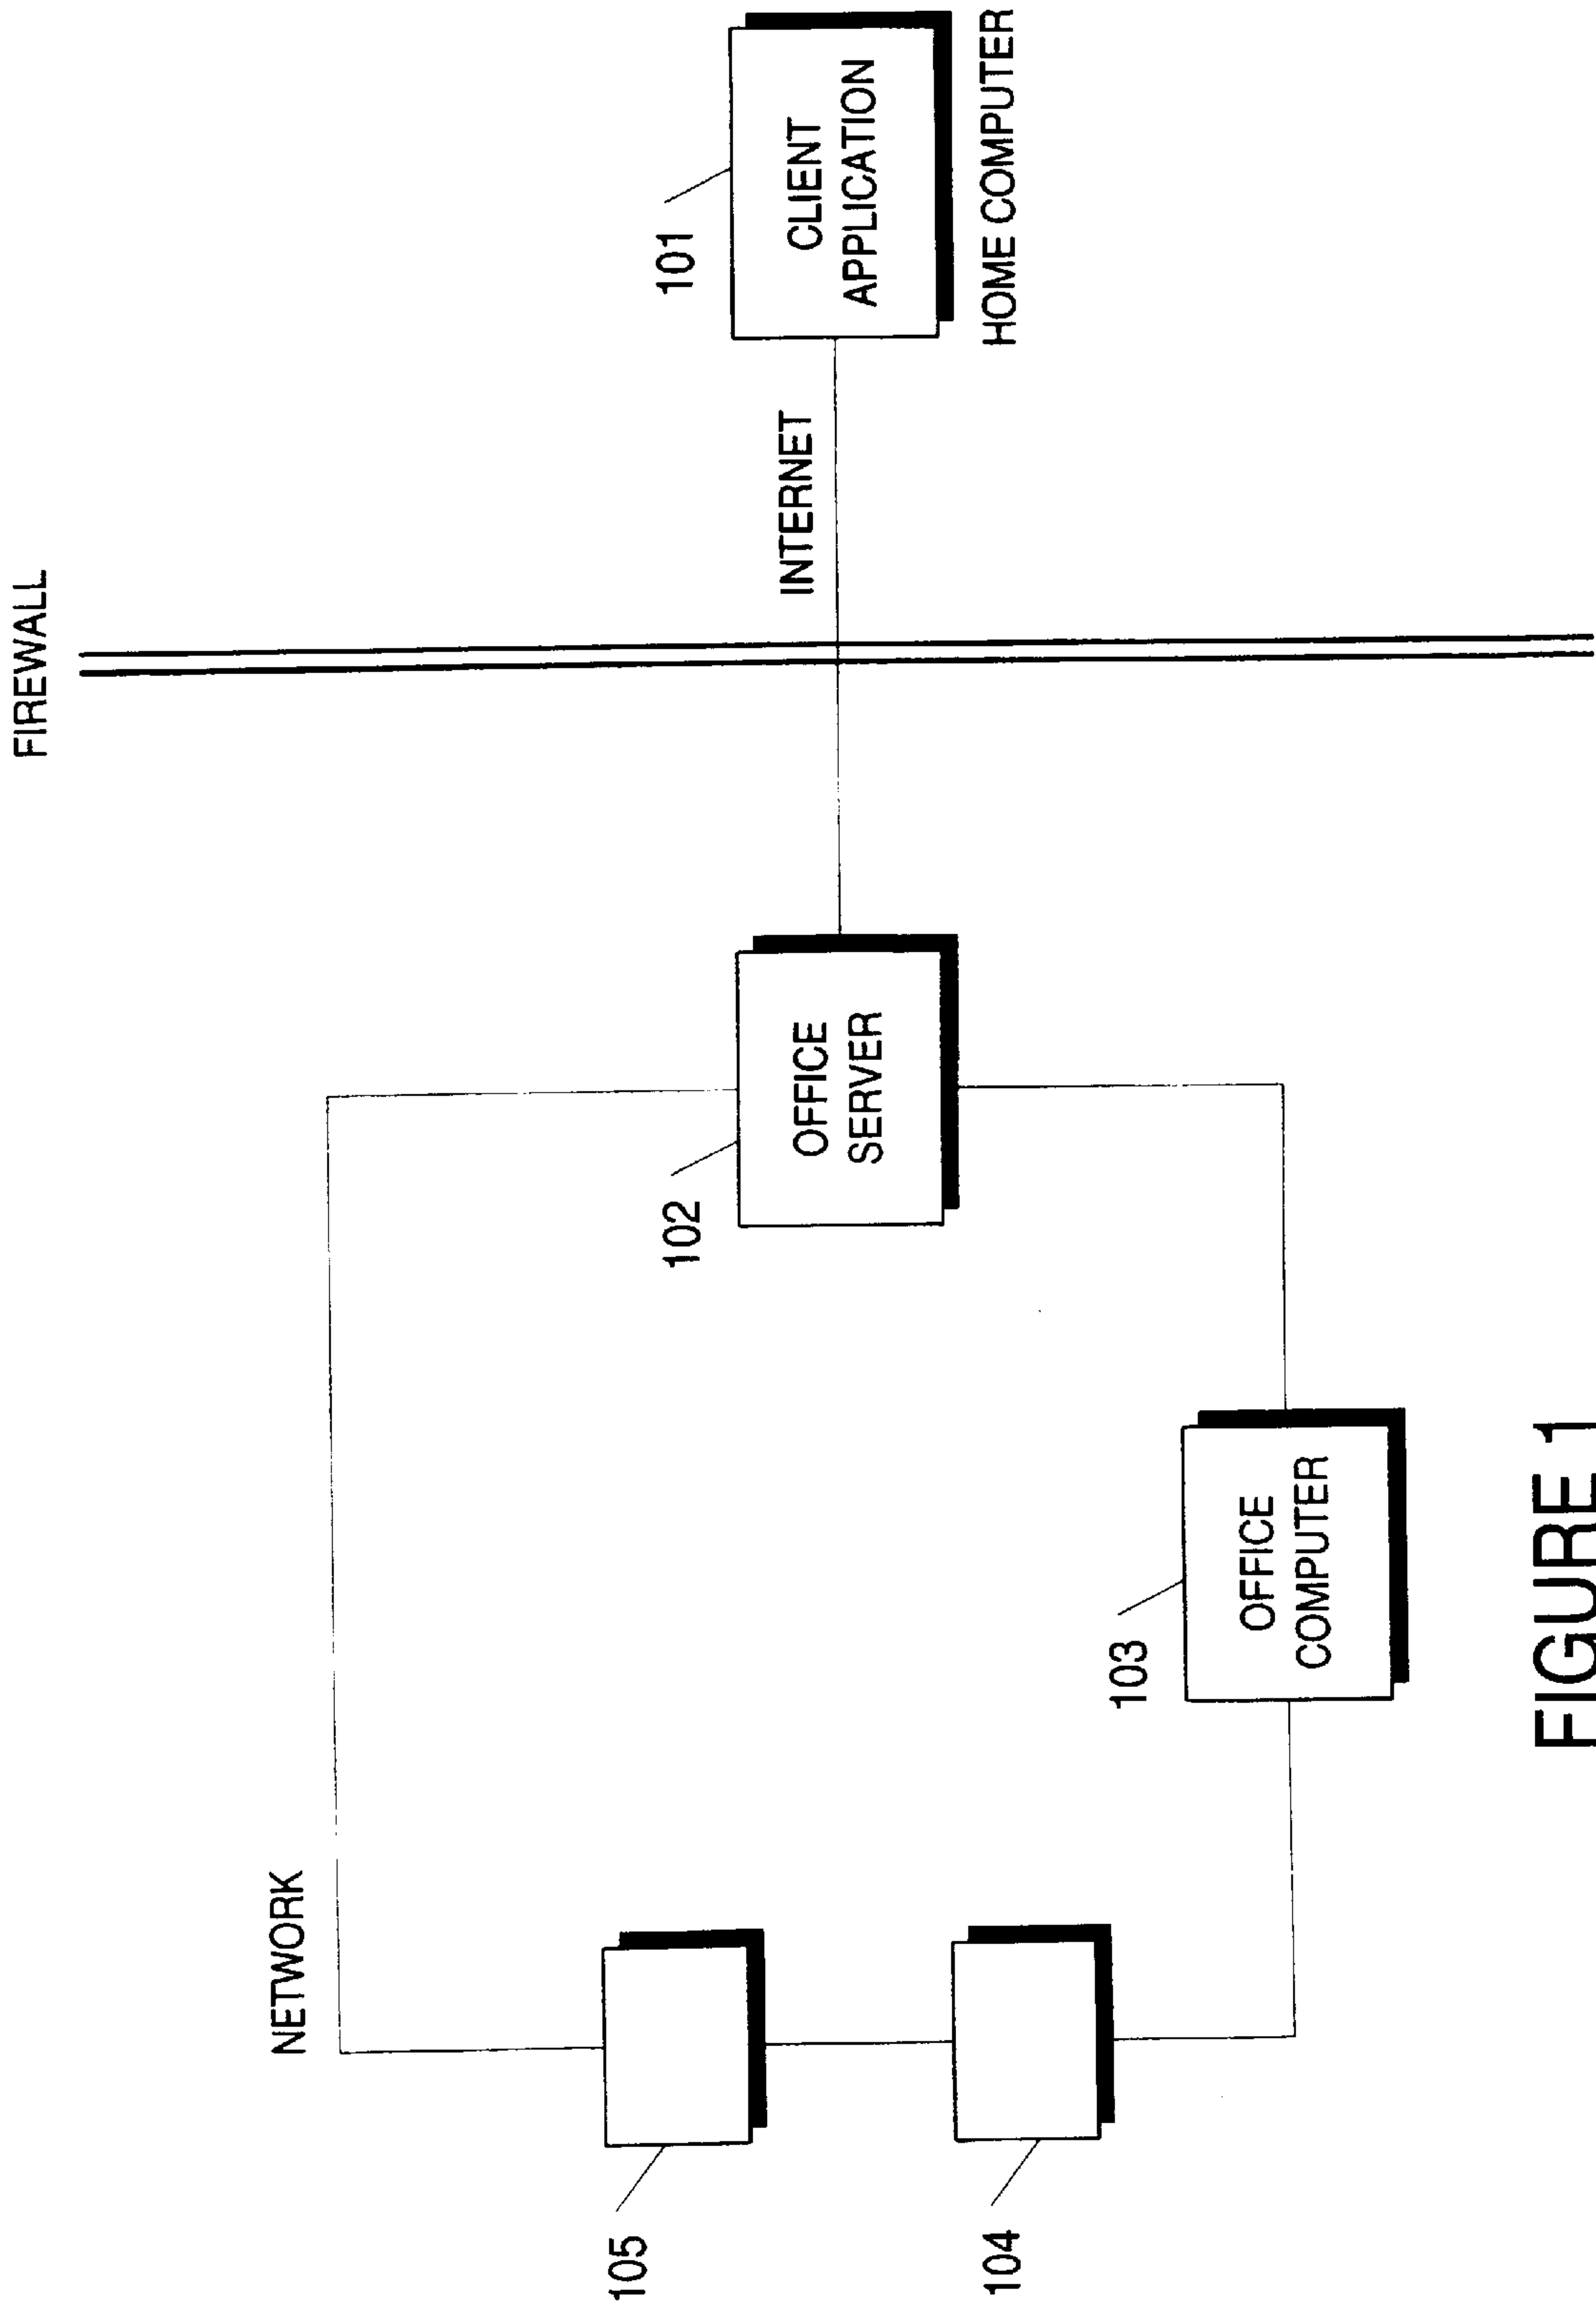 FIREWALL
NETWORK
INTERNET
101
CLIENT
APPLICATION
HOME COMPUTER
102
OFFICE
SERVER
105
104
103
OFFICE
COMPUTER
FIGURE 1